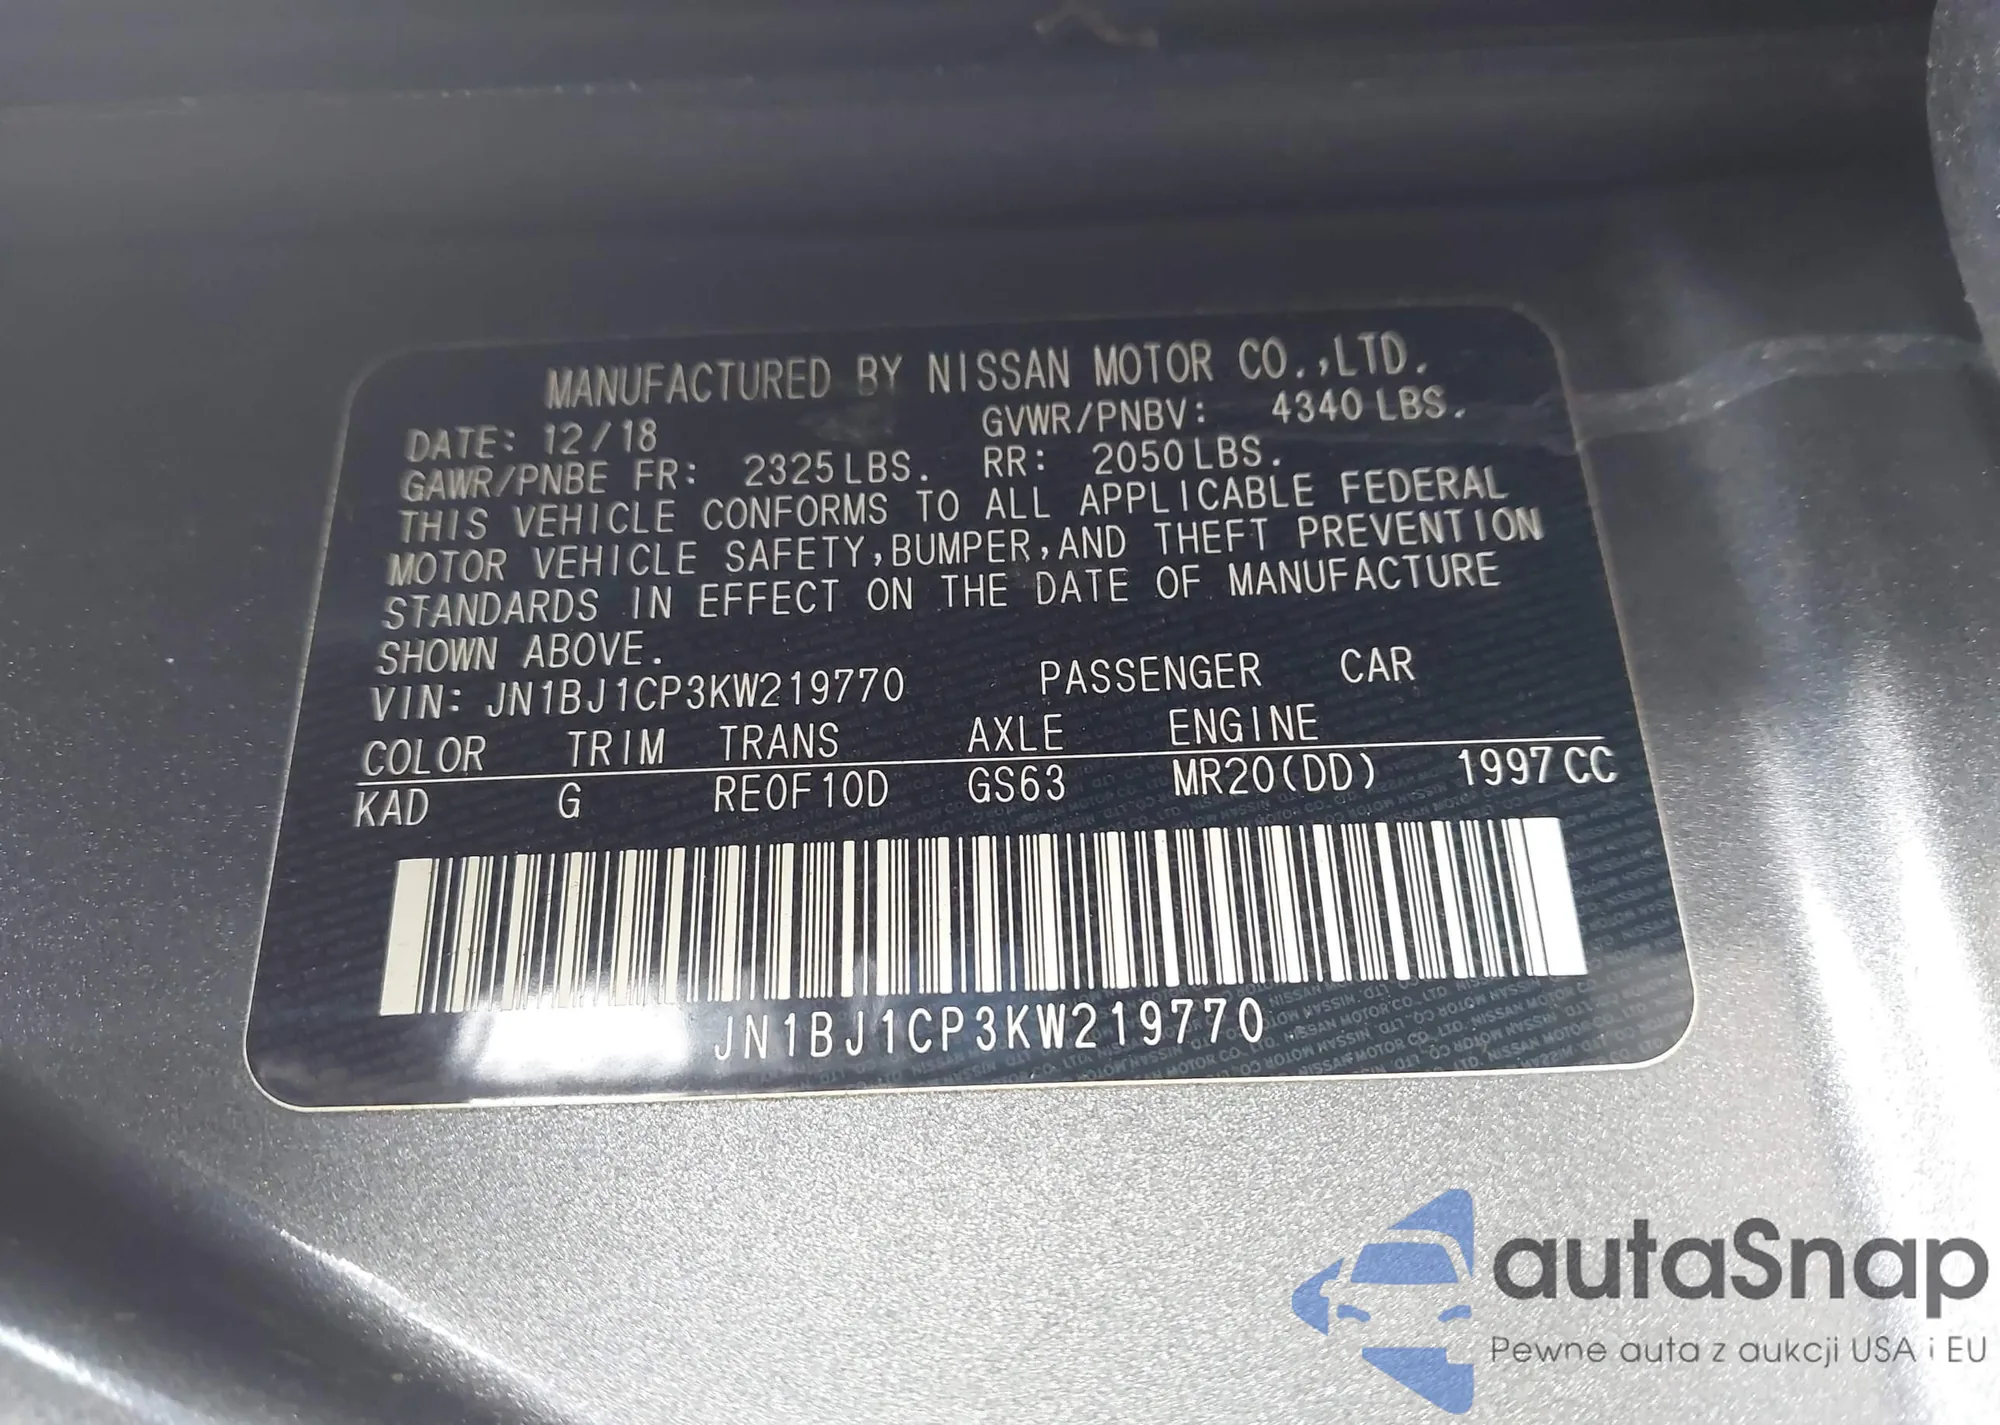 MANUFACTURED BY NISSAN MOTOR CO.,LTD.
DATE: 12/18 GVWR/PNBV: 4340 LBS.
GAWR/PNBE FR: 2325 LBS. RR: 2050 LBS.
THIS VEHICLE CONFORMS TO ALL APPLICABLE FEDERAL
MOTOR VEHICLE SAFETY,BUMPER,AND THEFT PREVENTION
STANDARDS IN EFFECT ON THE DATE OF MANUFACTURE
SHOWN ABOVE.
VIN: JN1BJ1CP3KW219770 PASSENGER CAR
COLOR TRIM TRANS AXLE ENGINE
KAD G RE0F10D GS63 MR20(DD) 1997CC
JN1BJ1CP3KW219770
autaSnap
Pewne auta z aukcji USA i EU